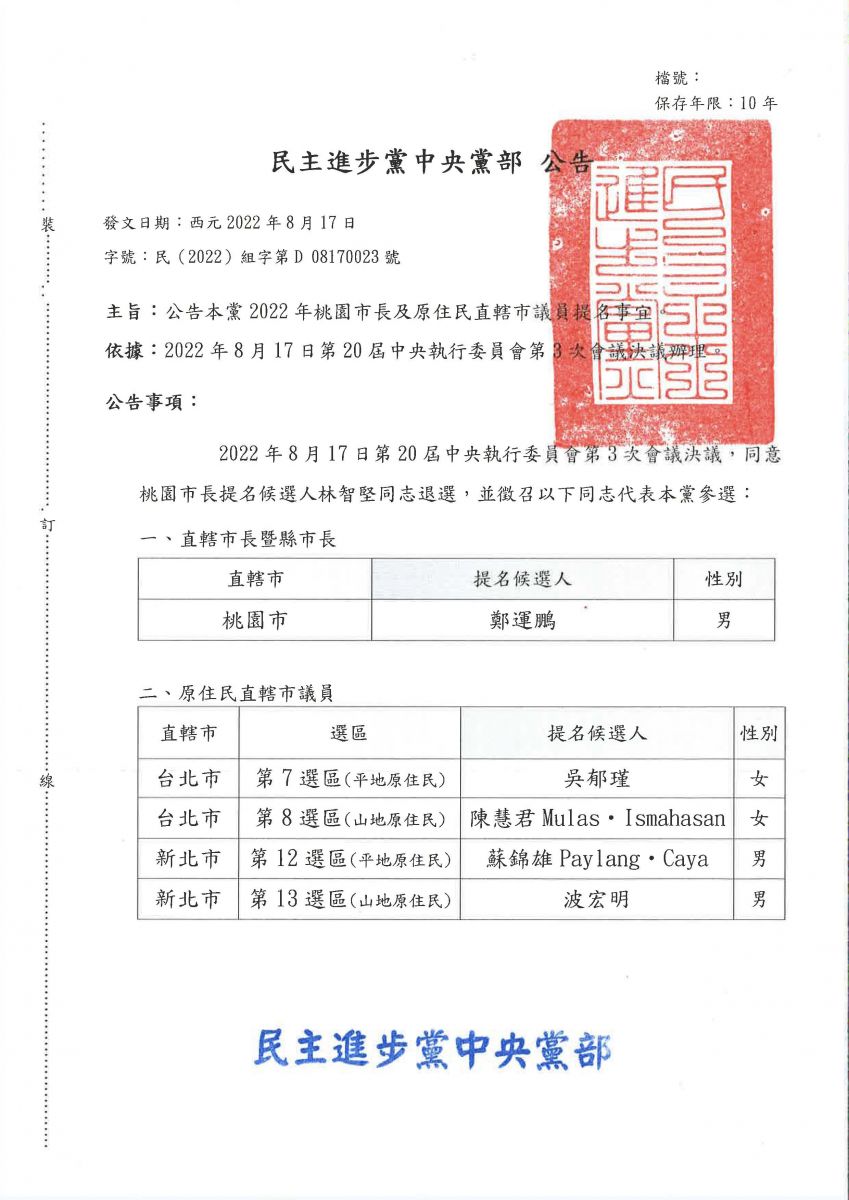 檔號：
保存年限：10 年
民主進步黨中央黨部 公告
發文日期：西元 2022 年 8 月 17 日
字號：民（2022）組字第 D 08170023 號
主旨：公告本黨 2022 年桃園市長及原住民直轄市議員提名事宜。
依據：2022 年 8 月 17 日第 20 屆中央執行委員會第 3 次會議決議辦理。
公告事項：
2022 年 8 月 17 日第 20 屆中央執行委員會第 3 次會議決議，同意
桃園市長提名候選人林智堅同志退選，並徵召以下同志代表本黨參選：
一、直轄市長暨縣市長
直轄市 提名候選人 性別
桃園市 鄭運鵬 男
二、原住民直轄市議員
直轄市 選區 提名候選人 性別
台北市 第 7 選區(平地原住民) 吳郁瑾 女
台北市 第 8 選區(山地原住民) 陳慧君 Mulas·Ismahasan 女
新北市 第 12 選區(平地原住民) 蘇錦雄 Paylang·Caya 男
新北市 第 13 選區(山地原住民) 波宏明 男
民主進步黨中央黨部
裝
訂
線